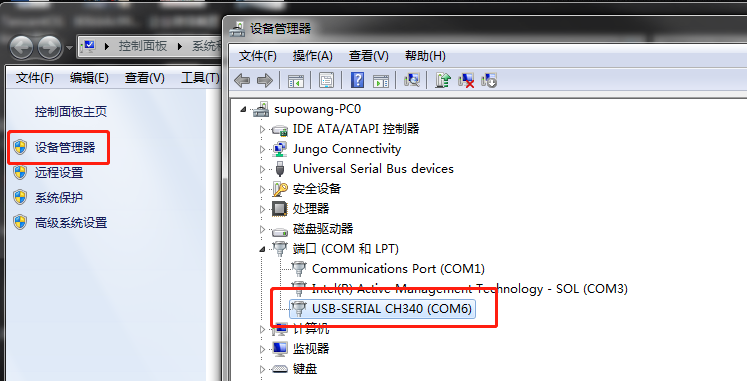 控制面板
系统和
文件(F) 编辑(E) 查看(V) 工具(T)
控制面板主页
设备管理器
远程设置
系统保护
高级系统设置
设备管理器
文件(F) 操作(A) 查看(V) 帮助(H)
supowang-PC0
IDE ATA/ATAPI 控制器
Jungo Connectivity
Universal Serial Bus devices
安全设备
处理器
磁盘驱动器
端口 (COM 和 LPT)
Communications Port (COM1)
Intel(R) Active Management Technology - SOL (COM3)
USB-SERIAL CH340 (COM6)
计算机
监视器
键盘